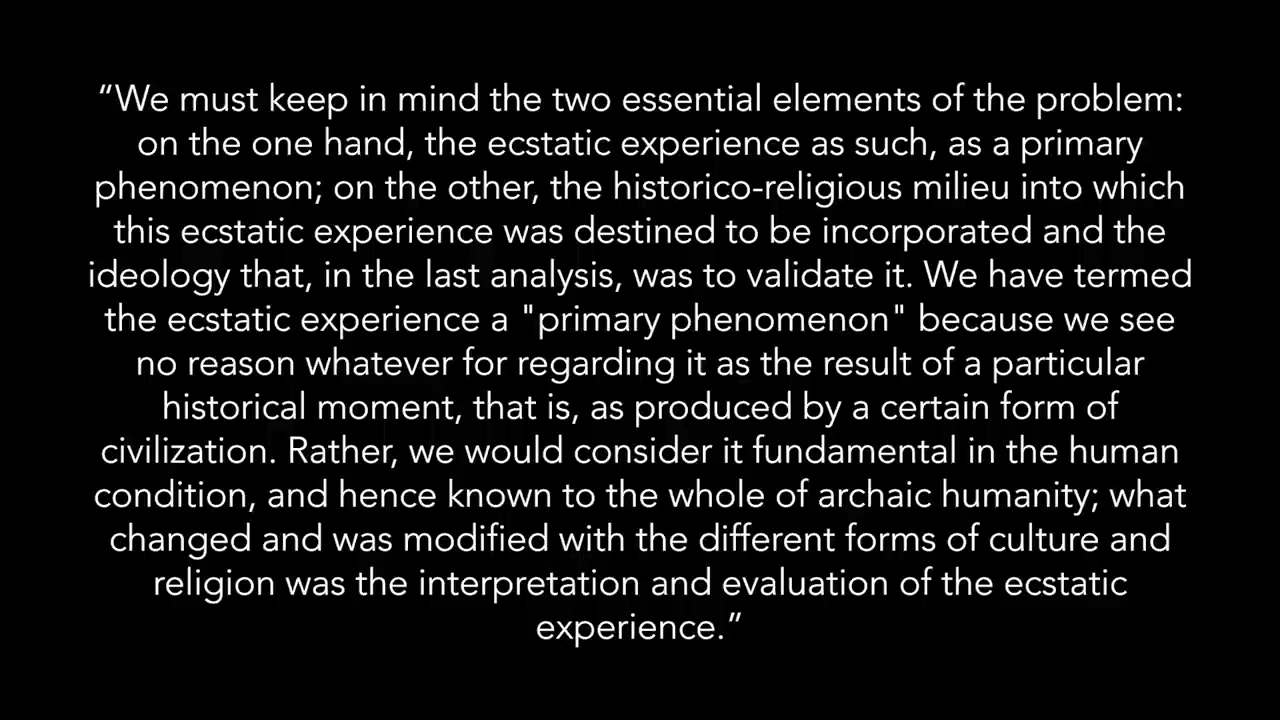 “We must keep in mind the two essential elements of the problem:
on the one hand, the ecstatic experience as such, as a primary
phenomenon; on the other, the historico-religious milieu into which
this ecstatic experience was destined to be incorporated and the
ideology that, in the last analysis, was to validate it. We have termed
the ecstatic experience a "primary phenomenon" because we see
no reason whatever for regarding it as the result of a particular
historical moment, that is, as produced by a certain form of
civilization. Rather, we would consider it fundamental in the human
condition, and hence known to the whole of archaic humanity; what
changed and was modified with the different forms of culture and
religion was the interpretation and evaluation of the ecstatic
experience.”